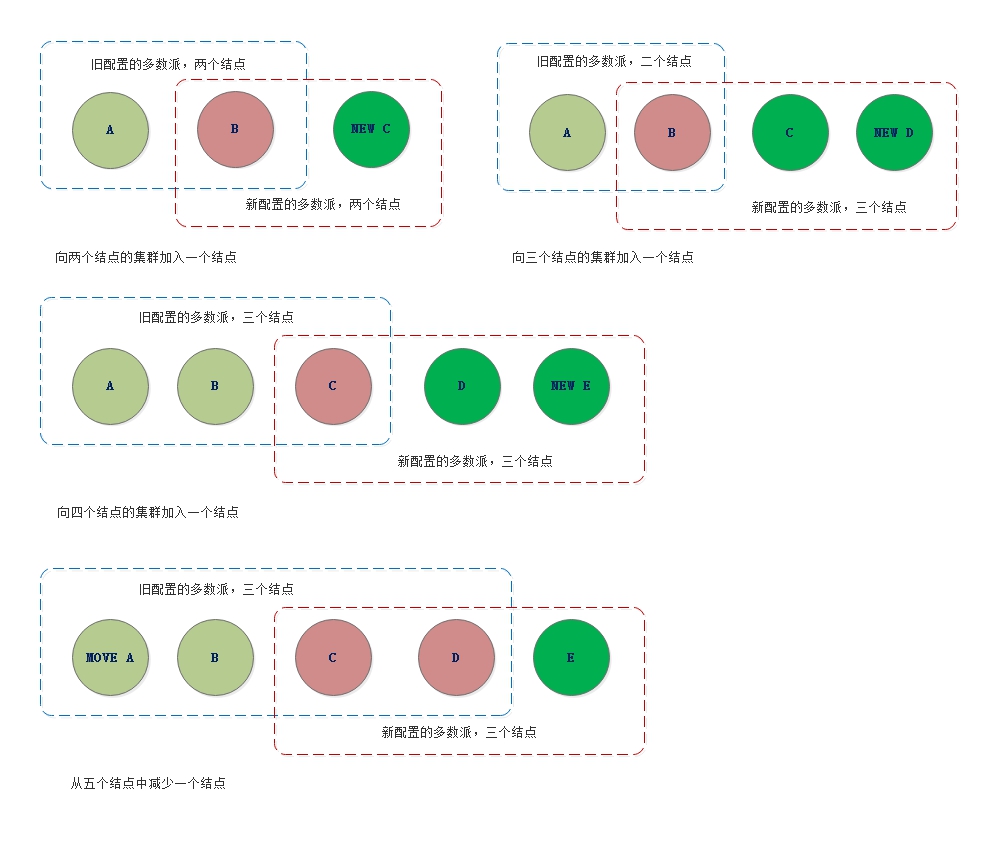 旧配置的多数派，两个结点
A
B
NEW C
新配置的多数派，两个结点
向两个结点的集群加入一个结点
旧配置的多数派，二个结点
A
B
C
NEW D
新配置的多数派，三个结点
向三个结点的集群加入一个结点
旧配置的多数派，三个结点
A
B
C
D
NEW E
新配置的多数派，三个结点
向四个结点的集群加入一个结点
旧配置的多数派，三个结点
MOVE A
B
C
D
E
新配置的多数派，三个结点
从五个结点中减少一个结点